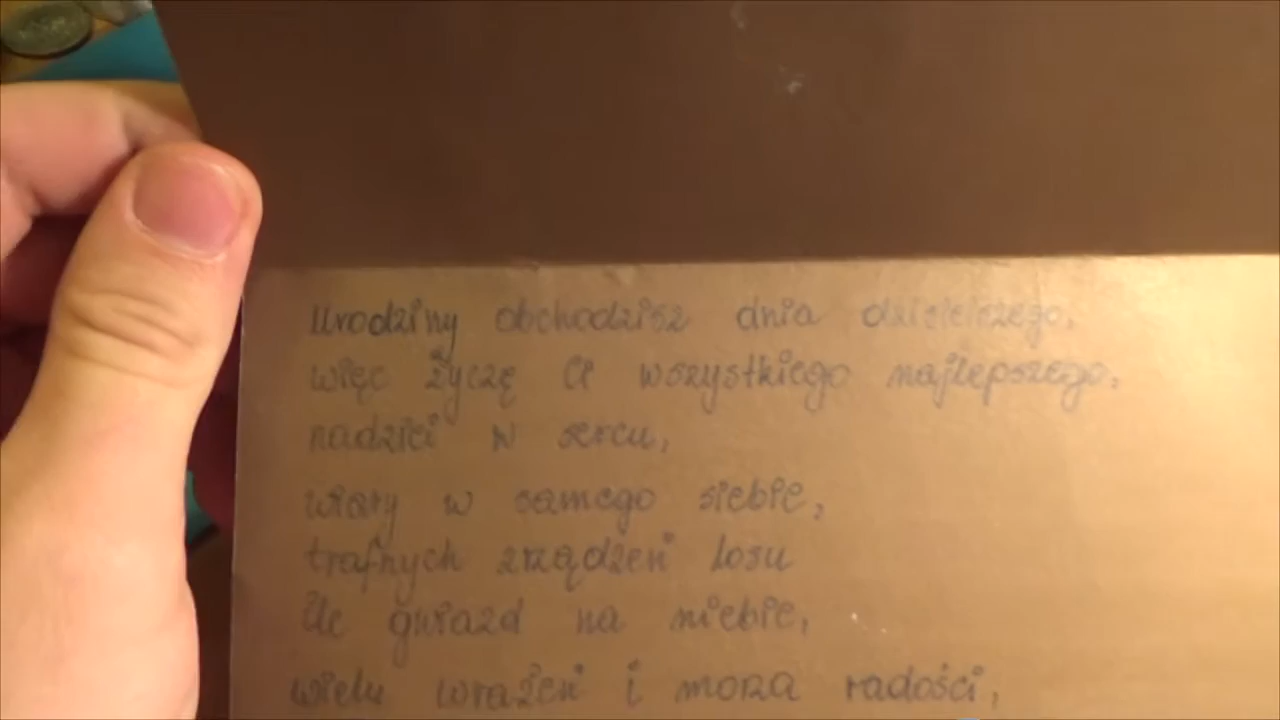 Urodziny obchodzisz dnia dzisiejszego,
więc życzę Ci wszystkiego najlepszego,
nadziei w sercu,
wiary w samego siebie,
trafnych zrządzeń losu
ile gwiazd na niebie,
wielu wrażeń i morza radości,